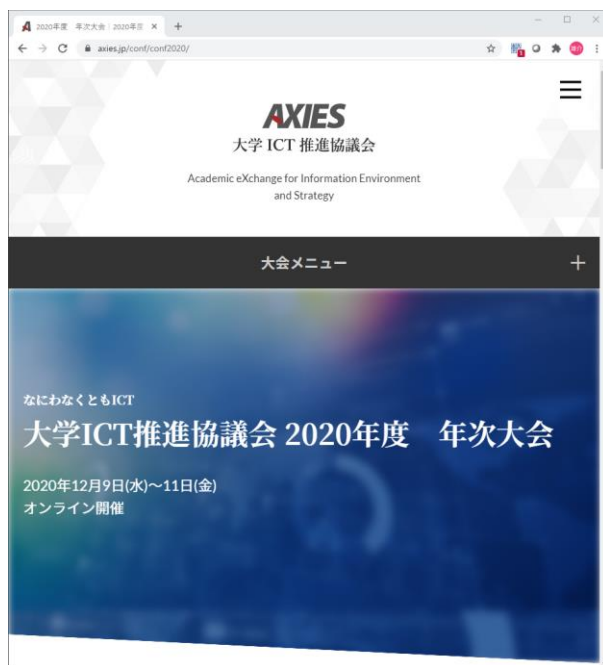 2020年度 年次大会｜2020年度
axies.jp/conf/conf2020/
AXIES
大学 ICT 推進協議会
Academic eXchange for Information Environment
and Strategy
大会メニュー
なにわなくともICT
大学ICT推進協議会 2020年度 年次大会
2020年12月9日(水)～11日(金)
オンライン開催